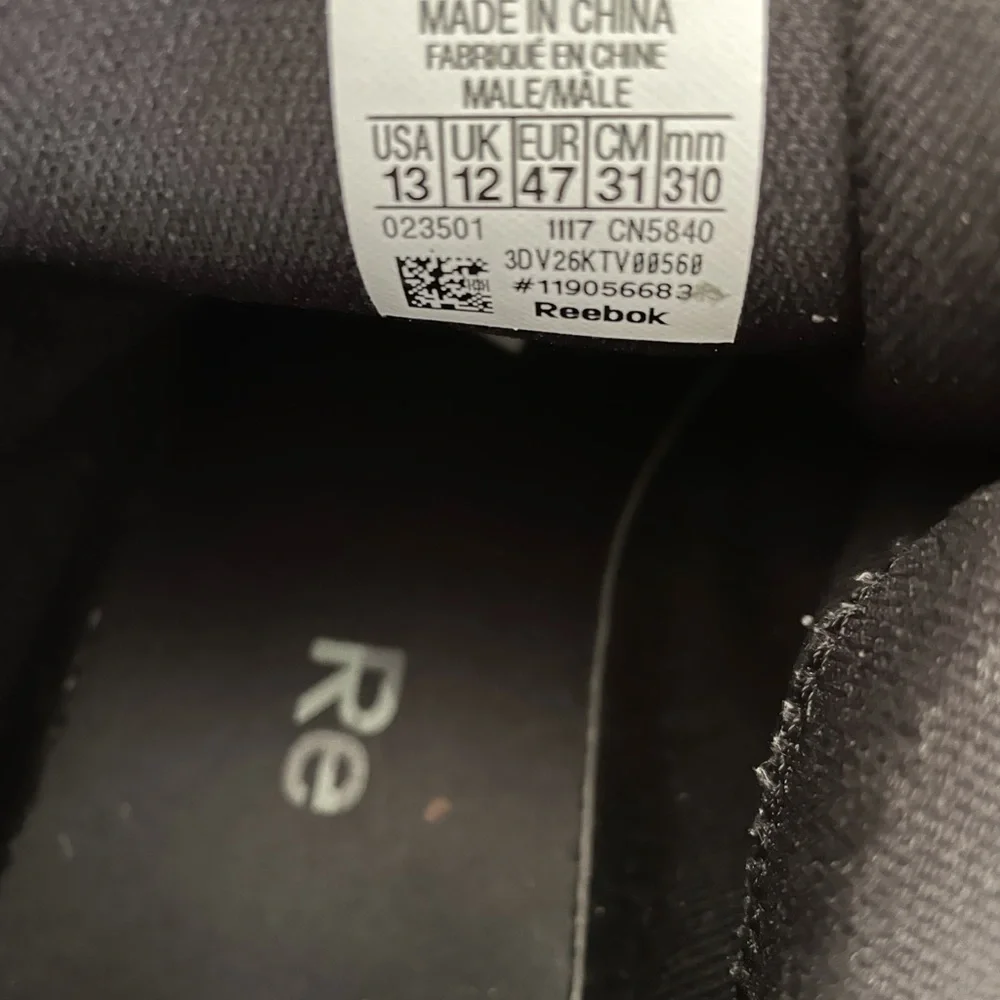 MADE IN CHINA
FABRIQUÉ EN CHINE
MALE/MÂLE
USA UK EUR CM mm
13 12 47 31 310
023501 1117 CN5840
3DV26KTV00560
#119056683
Reebok
Re